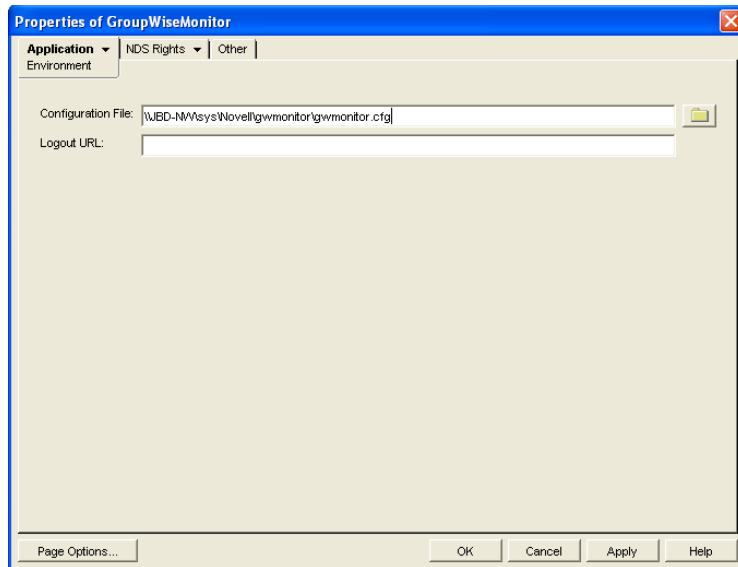 Properties of GroupWiseMonitor
Application NDS Rights Other
Environment
Configuration File: \\JBD-NW\sys\Novell\gwmonitor\gwmonitor.cfg
Logout URL:
Page Options... OK Cancel Apply Help